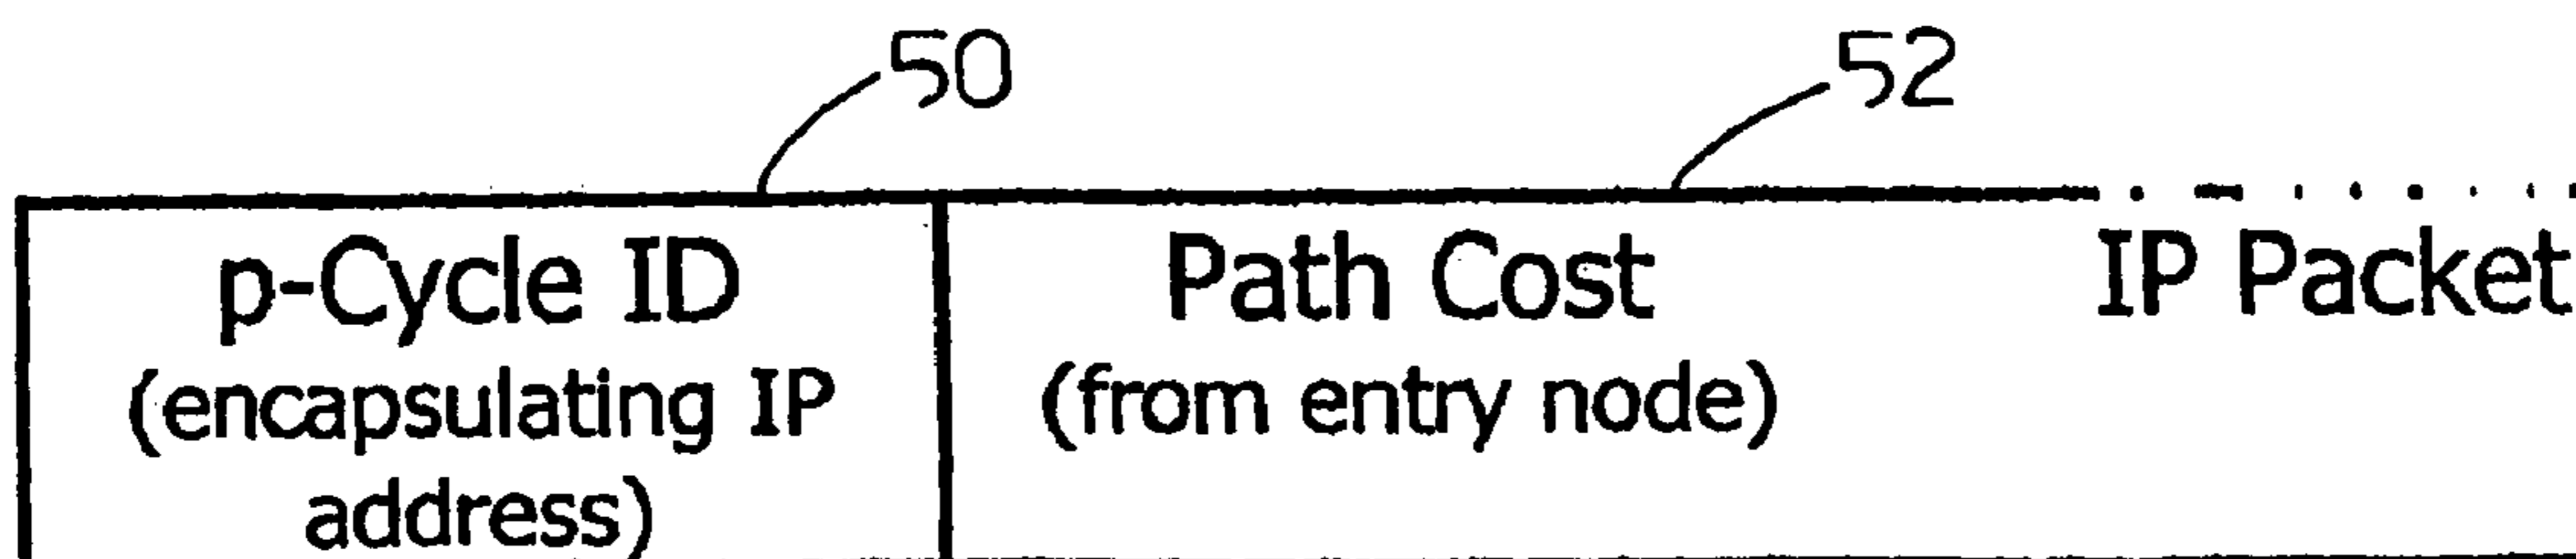 50 52
p-Cycle ID Path Cost IP Packet
(encapsulating IP (from entry node)
address)